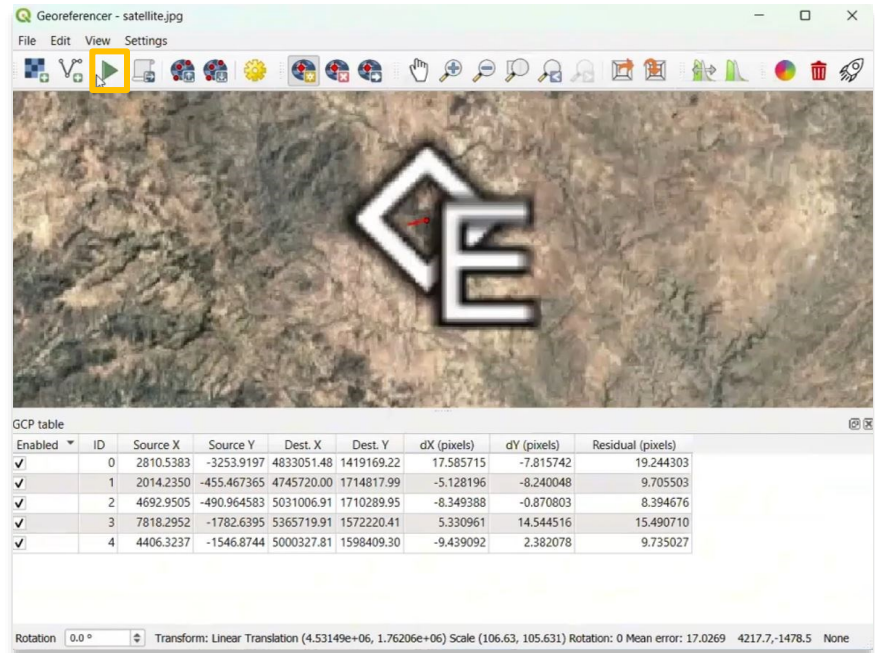 Georeferencer - satellite.jpg
File Edit View Settings
E
GCP table
Enabled ID Source X Source Y Dest. X Dest. Y dX (pixels) dY (pixels) Residual (pixels)
0 2810.5383 -3253.9197 4833051.48 1419169.22 17.585715 -7.815742 19.244303
1 2014.2350 -455.467365 4745720.00 1714817.99 -5.128196 -8.240048 9.705503
2 4692.9505 -490.964583 5031006.91 1710289.95 -8.349388 -0.870803 8.394676
3 7818.2952 -1782.6395 5365719.91 1572220.41 5.330961 14.544516 15.490710
4 4406.3237 -1546.8744 5000327.81 1598409.30 -9.439092 2.382078 9.735027
Rotation 0.0 ° Transform: Linear Translation (4.53149e+06, 1.76206e+06) Scale (106.63, 105.631) Rotation: 0 Mean error: 17.0269 4217.7,-1478.5 None